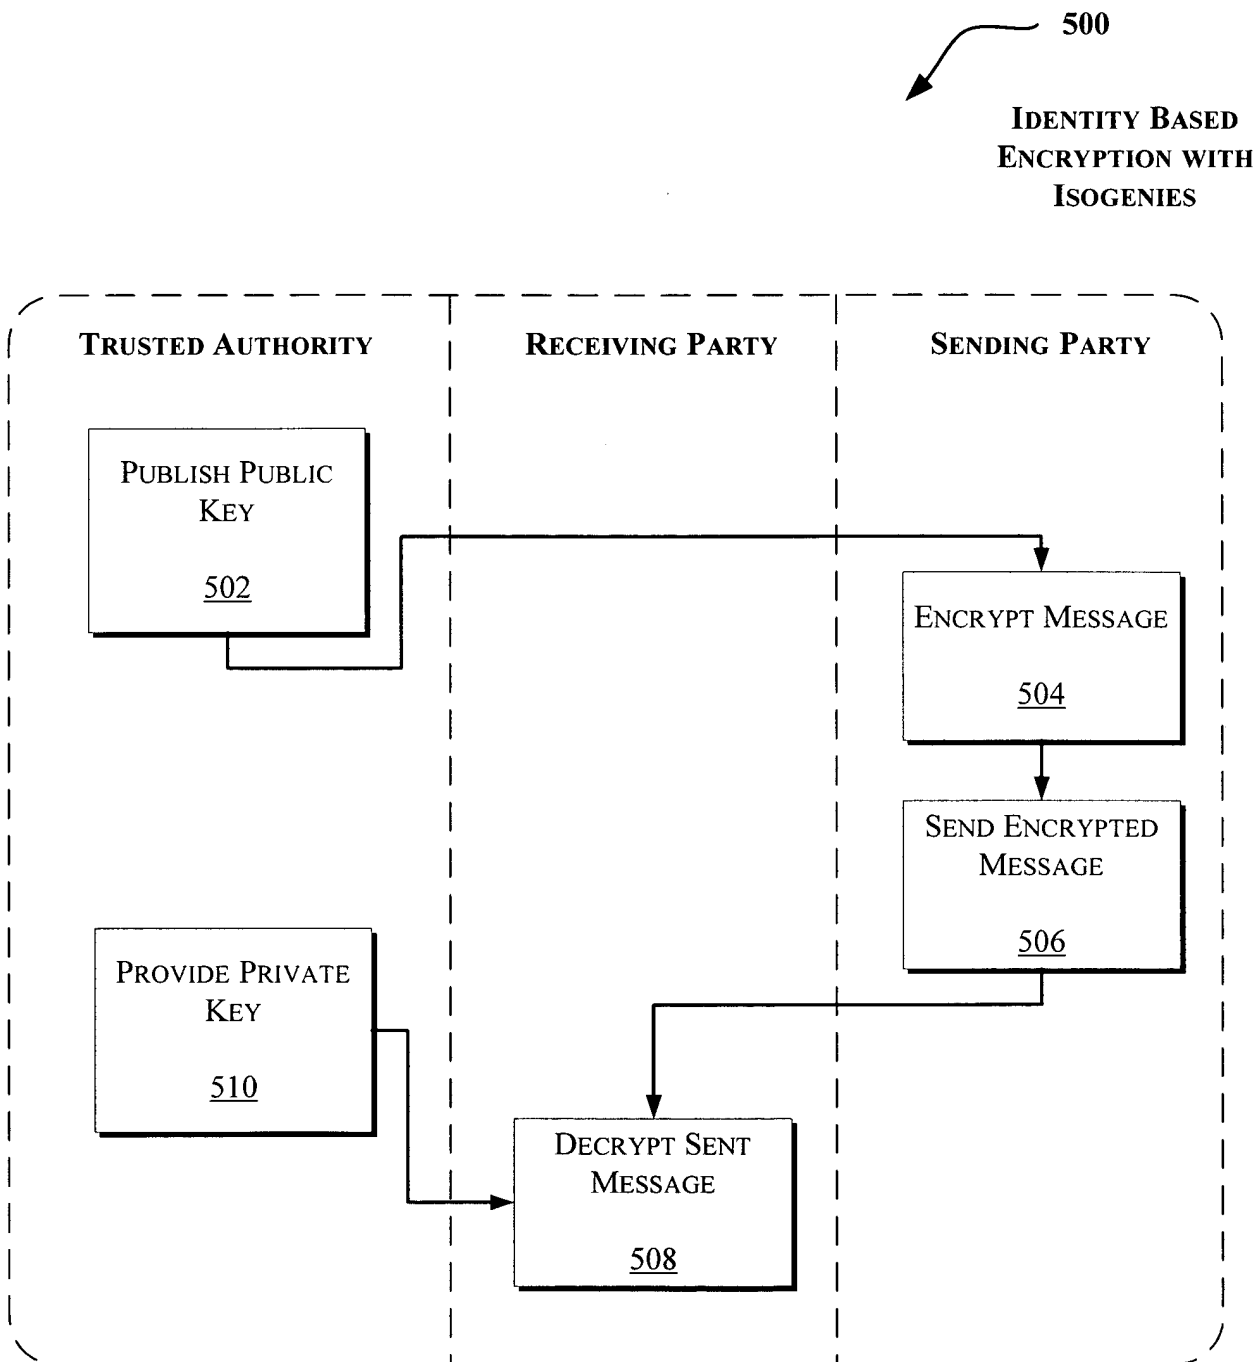 500
IDENTITY BASED
ENCRYPTION WITH
ISOGENIES
TRUSTED AUTHORITY
RECEIVING PARTY
SENDING PARTY
PUBLISH PUBLIC
KEY
502
ENCRYPT MESSAGE
504
SEND ENCRYPTED
MESSAGE
506
PROVIDE PRIVATE
KEY
510
DECRYPT SENT
MESSAGE
508